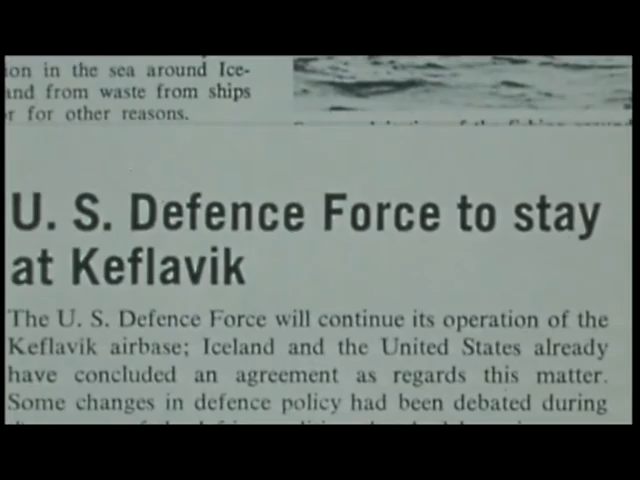 ion in the sea around Ice-
and from waste from ships
r for other reasons.
U. S. Defence Force to stay
at Keflavik
The U. S. Defence Force will continue its operation of the
Keflavik airbase; Iceland and the United States already
have concluded an agreement as regards this matter.
Some changes in defence policy had been debated during